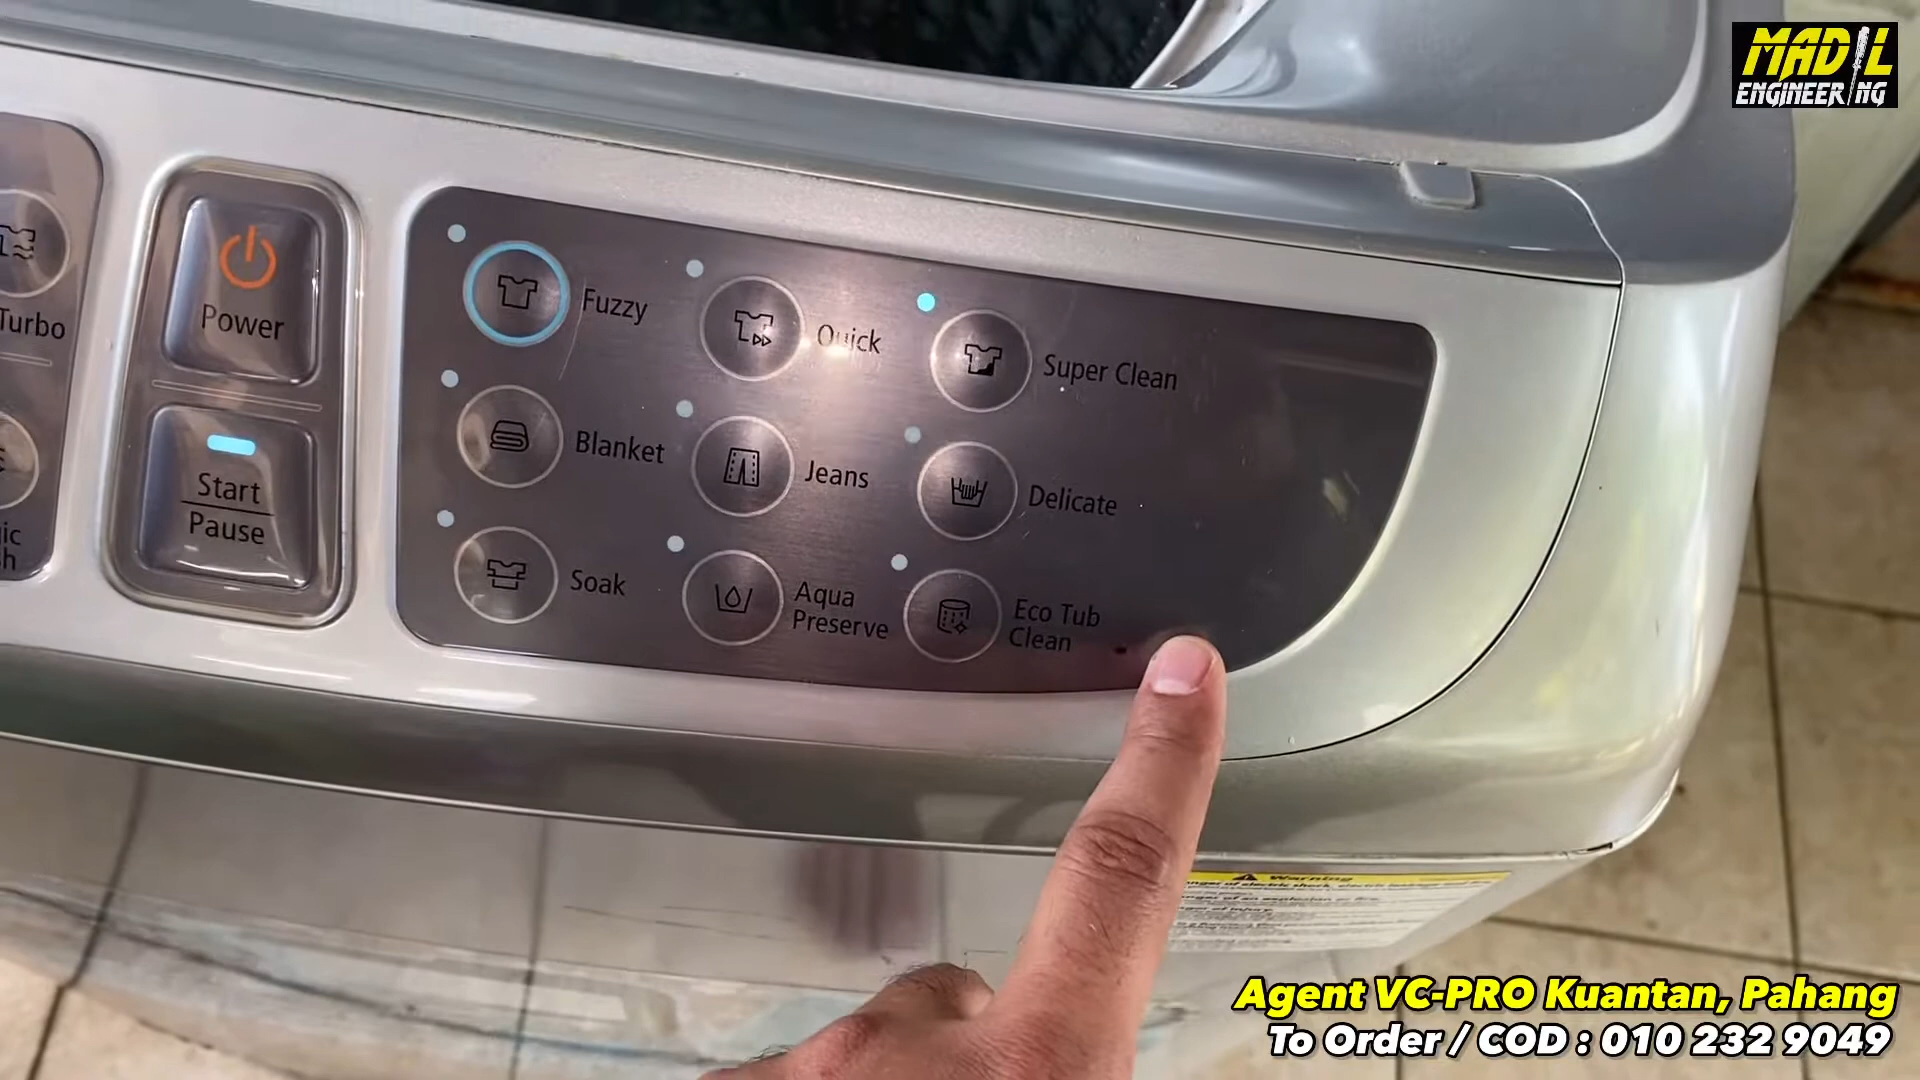 MADIL
ENGINEERING
Turbo
Power
Start
Pause
Fuzzy
Quick
Super Clean
Blanket
Jeans
Delicate
Soak
Aqua
Preserve
Eco Tub
Clean
Warning
Agent VC-PRO Kuantan, Pahang
To Order / COD : 010 232 9049